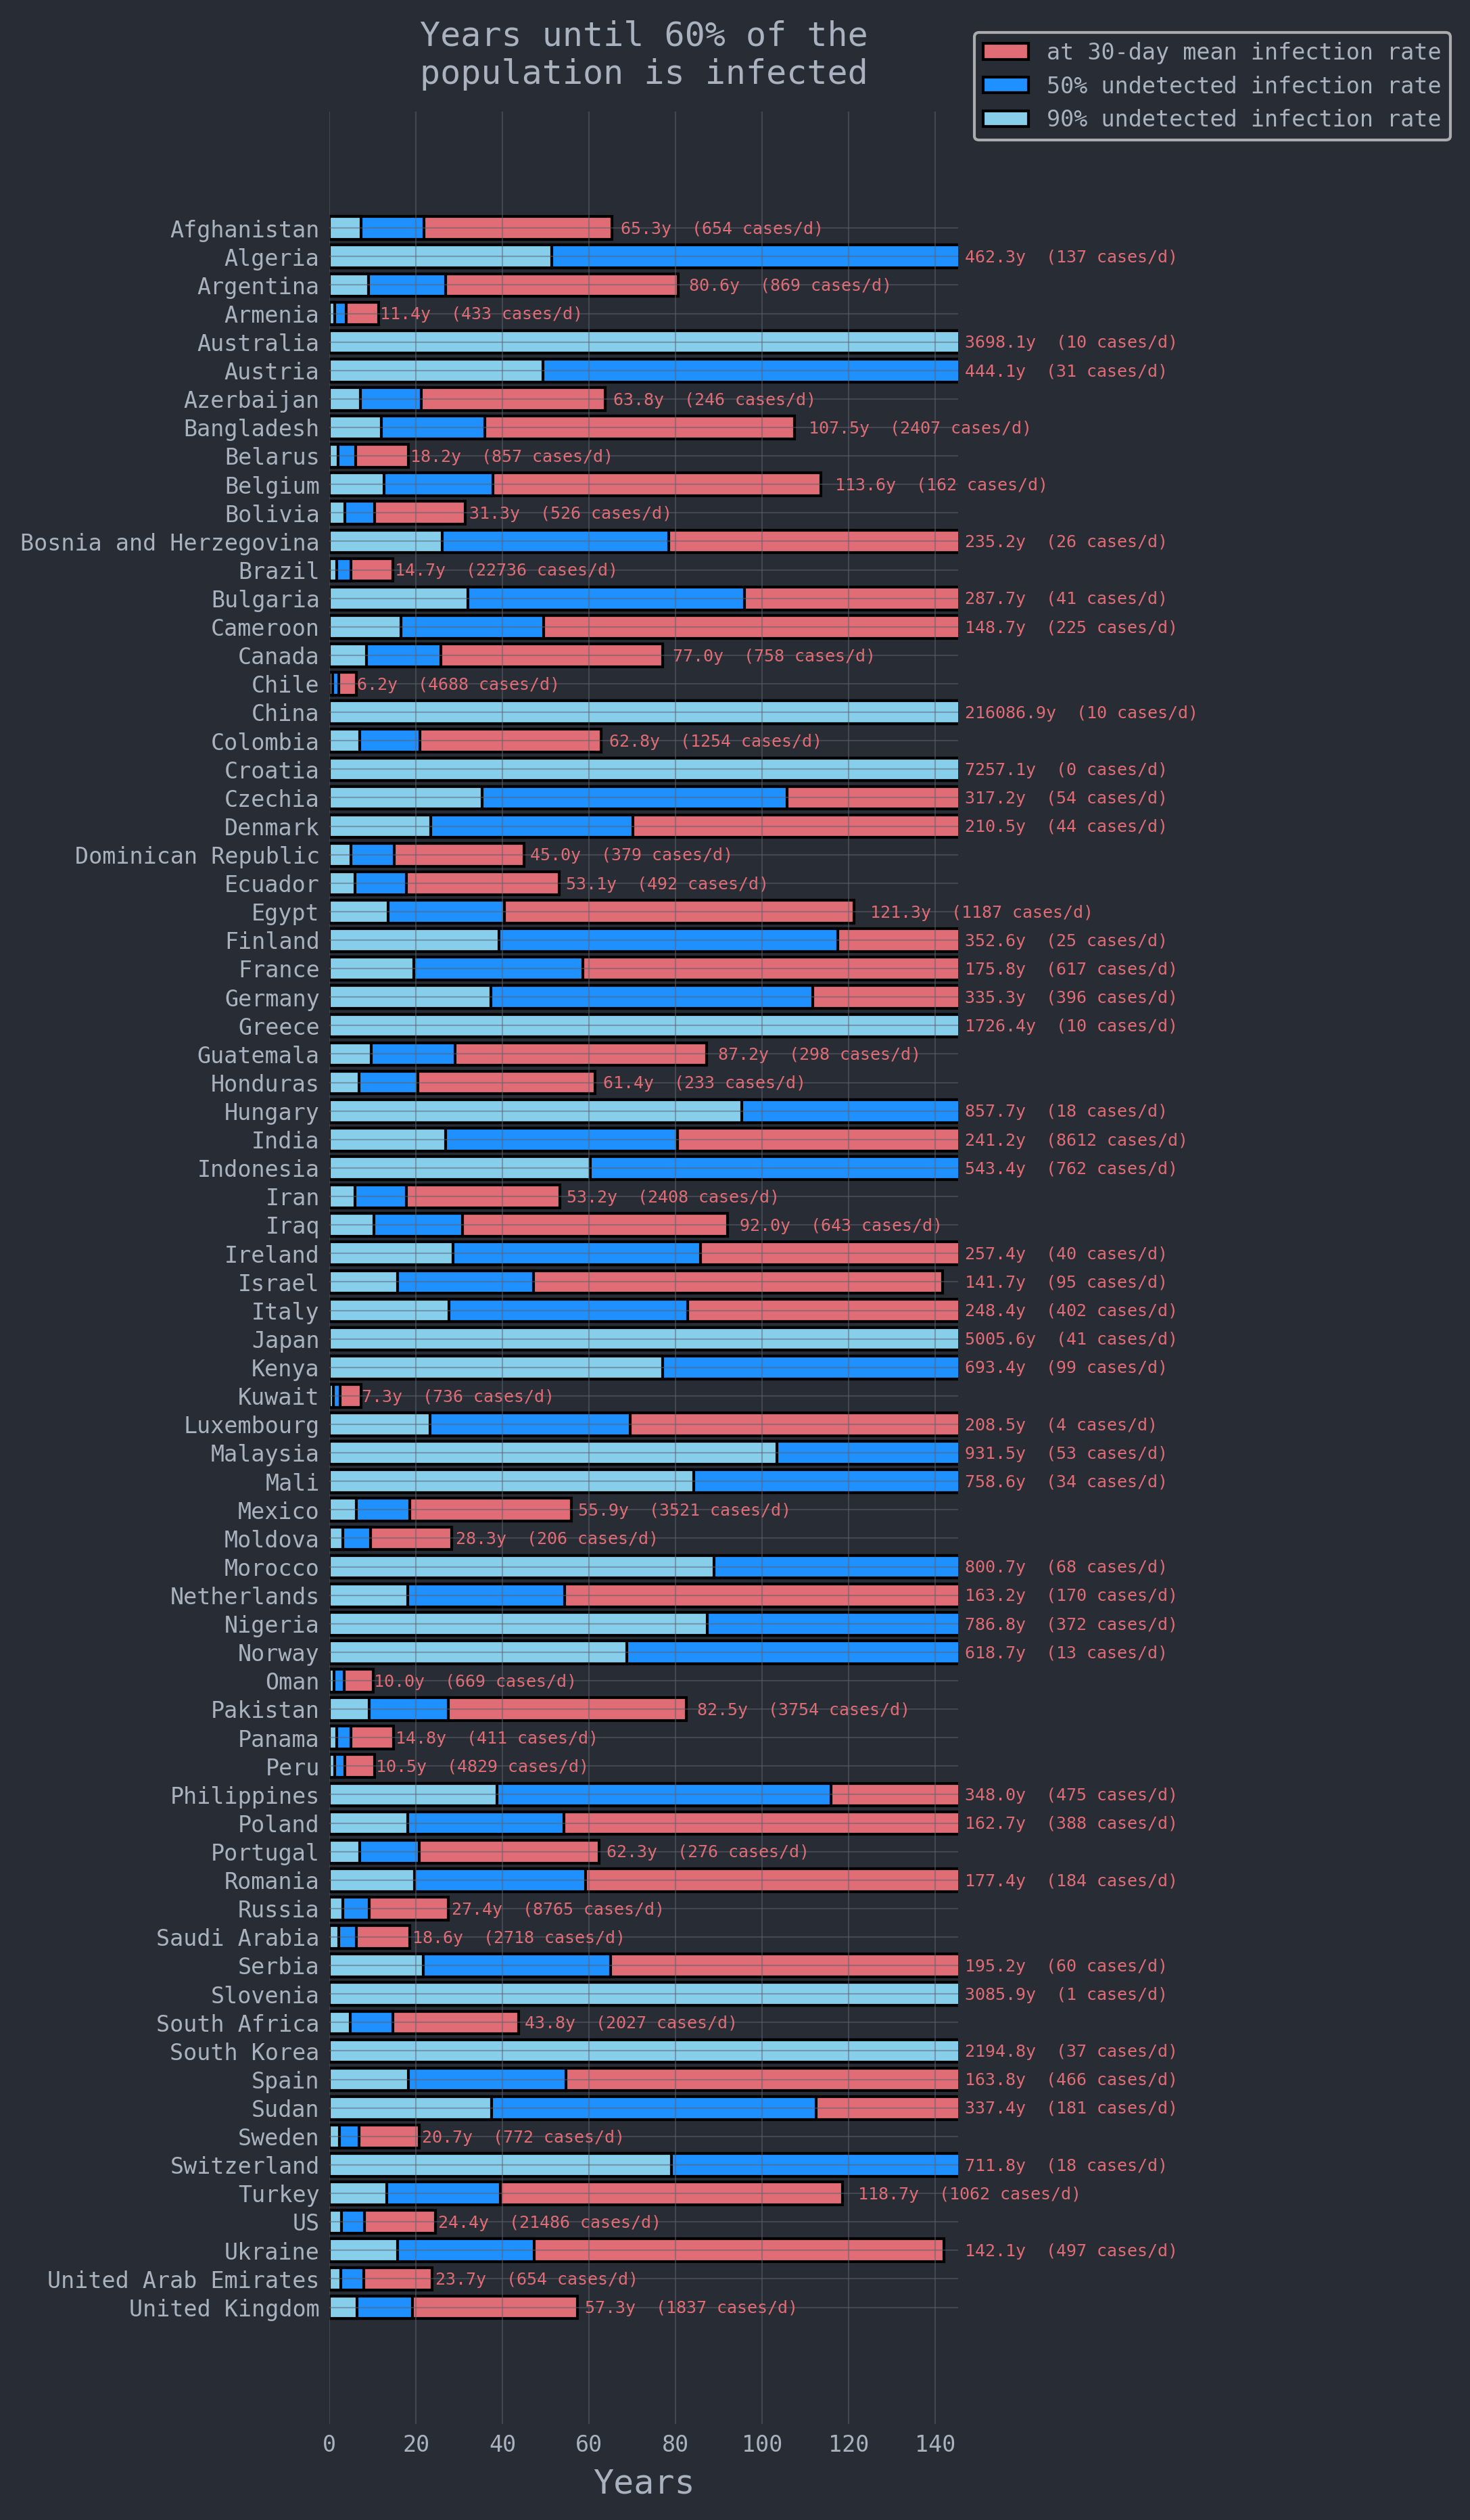 Years until 60% of the
population is infected
at 30-day mean infection rate
50% undetected infection rate
90% undetected infection rate
Afghanistan 65.3y (654 cases/d)
Algeria 462.3y (137 cases/d)
Argentina 80.6y (869 cases/d)
Armenia 11.4y (433 cases/d)
Australia 3698.1y (10 cases/d)
Austria 444.1y (31 cases/d)
Azerbaijan 63.8y (246 cases/d)
Bangladesh 107.5y (2407 cases/d)
Belarus 18.2y (857 cases/d)
Belgium 113.6y (162 cases/d)
Bolivia 31.3y (526 cases/d)
Bosnia and Herzegovina 235.2y (26 cases/d)
Brazil 14.7y (22736 cases/d)
Bulgaria 287.7y (41 cases/d)
Cameroon 148.7y (225 cases/d)
Canada 77.0y (758 cases/d)
Chile 6.2y (4688 cases/d)
China 216086.9y (10 cases/d)
Colombia 62.8y (1254 cases/d)
Croatia 7257.1y (0 cases/d)
Czechia 317.2y (54 cases/d)
Denmark 210.5y (44 cases/d)
Dominican Republic 45.0y (379 cases/d)
Ecuador 53.1y (492 cases/d)
Egypt 121.3y (1187 cases/d)
Finland 352.6y (25 cases/d)
France 175.8y (617 cases/d)
Germany 335.3y (396 cases/d)
Greece 1726.4y (10 cases/d)
Guatemala 87.2y (298 cases/d)
Honduras 61.4y (233 cases/d)
Hungary 857.7y (18 cases/d)
India 241.2y (8612 cases/d)
Indonesia 543.4y (762 cases/d)
Iran 53.2y (2408 cases/d)
Iraq 92.0y (643 cases/d)
Ireland 257.4y (40 cases/d)
Israel 141.7y (95 cases/d)
Italy 248.4y (402 cases/d)
Japan 5005.6y (41 cases/d)
Kenya 693.4y (99 cases/d)
Kuwait 7.3y (736 cases/d)
Luxembourg 208.5y (4 cases/d)
Malaysia 931.5y (53 cases/d)
Mali 758.6y (34 cases/d)
Mexico 55.9y (3521 cases/d)
Moldova 28.3y (206 cases/d)
Morocco 800.7y (68 cases/d)
Netherlands 163.2y (170 cases/d)
Nigeria 786.8y (372 cases/d)
Norway 618.7y (13 cases/d)
Oman 10.0y (669 cases/d)
Pakistan 82.5y (3754 cases/d)
Panama 14.8y (411 cases/d)
Peru 10.5y (4829 cases/d)
Philippines 348.0y (475 cases/d)
Poland 162.7y (388 cases/d)
Portugal 62.3y (276 cases/d)
Romania 177.4y (184 cases/d)
Russia 27.4y (8765 cases/d)
Saudi Arabia 18.6y (2718 cases/d)
Serbia 195.2y (60 cases/d)
Slovenia 3085.9y (1 cases/d)
South Africa 43.8y (2027 cases/d)
South Korea 2194.8y (37 cases/d)
Spain 163.8y (466 cases/d)
Sudan 337.4y (181 cases/d)
Sweden 20.7y (772 cases/d)
Switzerland 711.8y (18 cases/d)
Turkey 118.7y (1062 cases/d)
US 24.4y (21486 cases/d)
Ukraine 142.1y (497 cases/d)
United Arab Emirates 23.7y (654 cases/d)
United Kingdom 57.3y (1837 cases/d)
0 20 40 60 80 100 120 140
Years